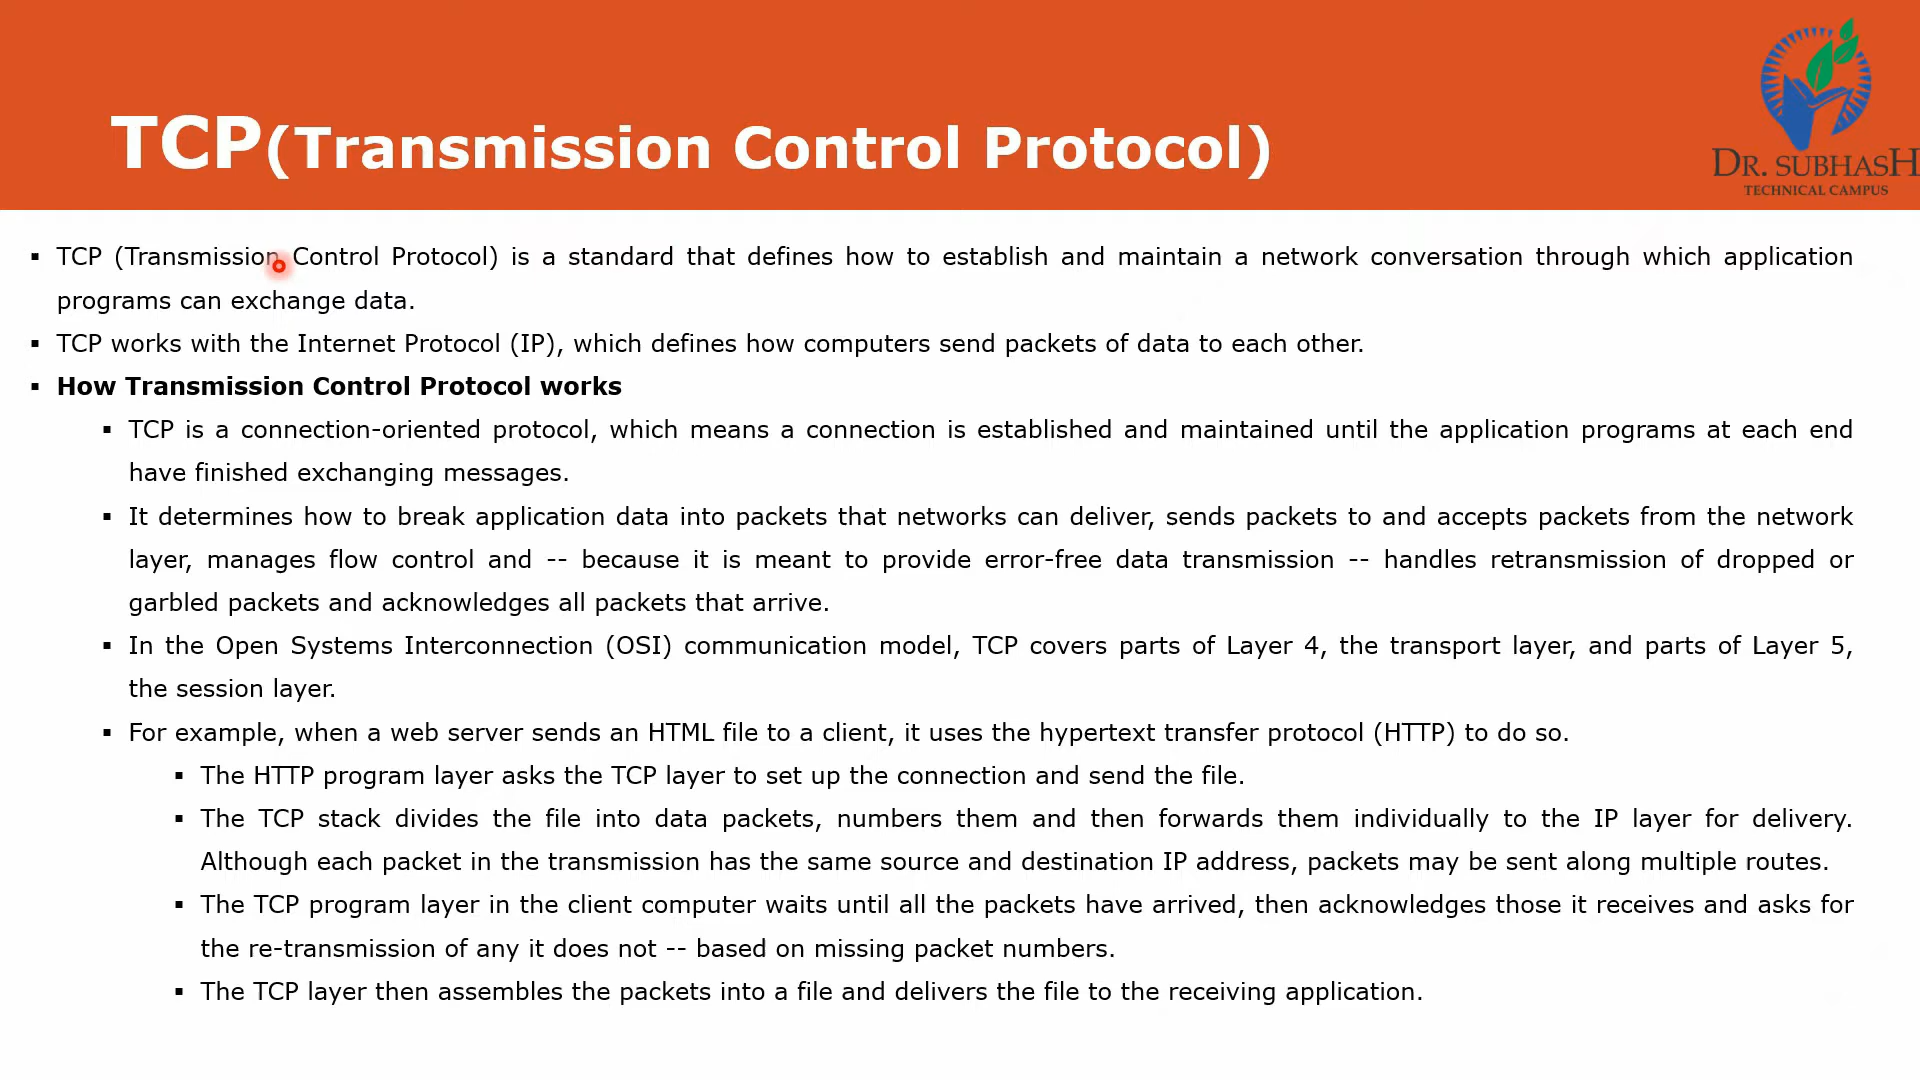 TCP(Transmission Control Protocol)
DR. SUBHASH
TECHNICAL CAMPUS
▪ TCP (Transmission Control Protocol) is a standard that defines how to establish and maintain a network conversation through which application
programs can exchange data.
▪ TCP works with the Internet Protocol (IP), which defines how computers send packets of data to each other.
▪ How Transmission Control Protocol works
▪ TCP is a connection-oriented protocol, which means a connection is established and maintained until the application programs at each end
have finished exchanging messages.
▪ It determines how to break application data into packets that networks can deliver, sends packets to and accepts packets from the network
layer, manages flow control and -- because it is meant to provide error-free data transmission -- handles retransmission of dropped or
garbled packets and acknowledges all packets that arrive.
▪ In the Open Systems Interconnection (OSI) communication model, TCP covers parts of Layer 4, the transport layer, and parts of Layer 5,
the session layer.
▪ For example, when a web server sends an HTML file to a client, it uses the hypertext transfer protocol (HTTP) to do so.
▪ The HTTP program layer asks the TCP layer to set up the connection and send the file.
▪ The TCP stack divides the file into data packets, numbers them and then forwards them individually to the IP layer for delivery.
Although each packet in the transmission has the same source and destination IP address, packets may be sent along multiple routes.
▪ The TCP program layer in the client computer waits until all the packets have arrived, then acknowledges those it receives and asks for
the re-transmission of any it does not -- based on missing packet numbers.
▪ The TCP layer then assembles the packets into a file and delivers the file to the receiving application.